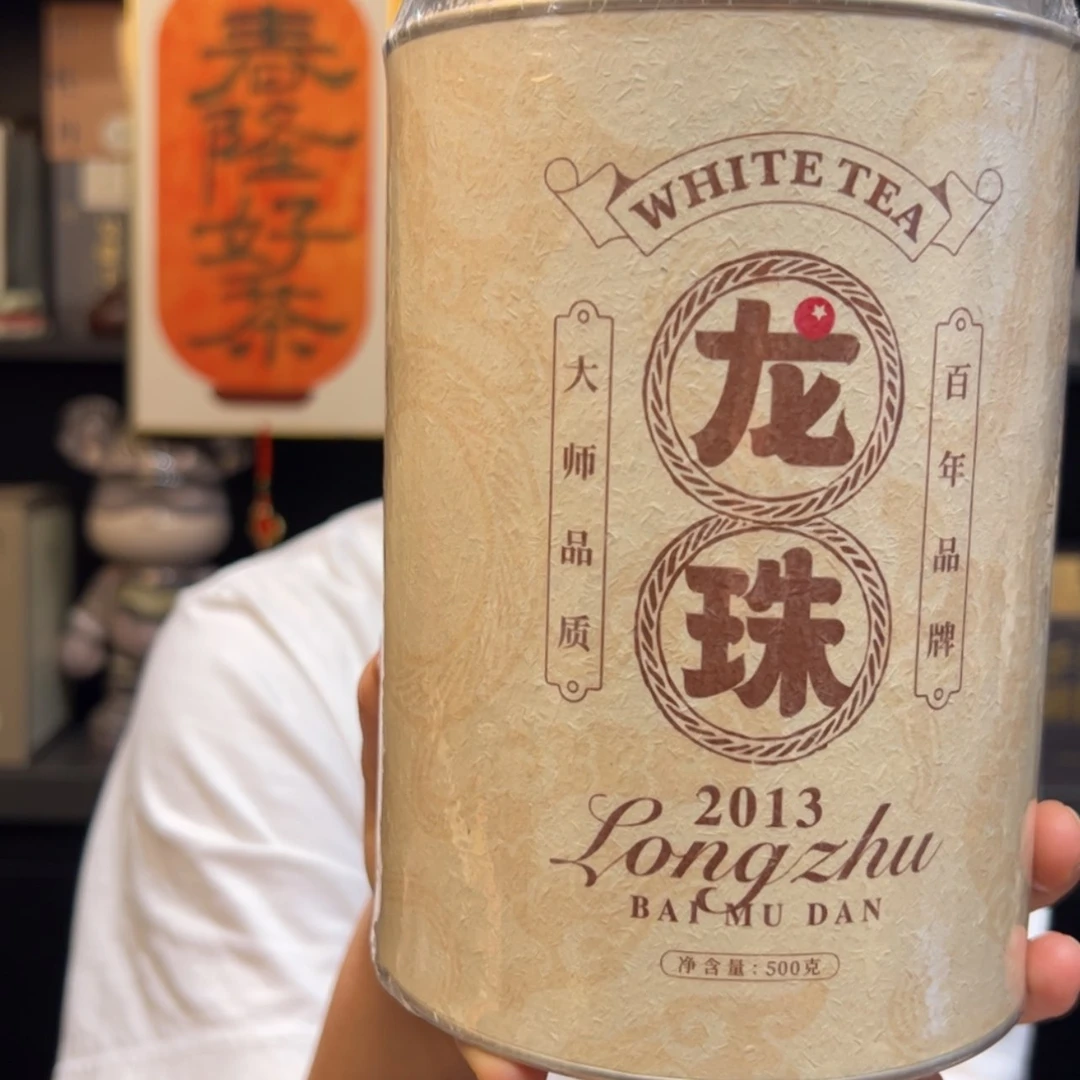 春隆好茶
WHITE TEA
龙珠
大师品质
百年品牌
2013
Longzhu
BAI MU DAN
净含量：500克